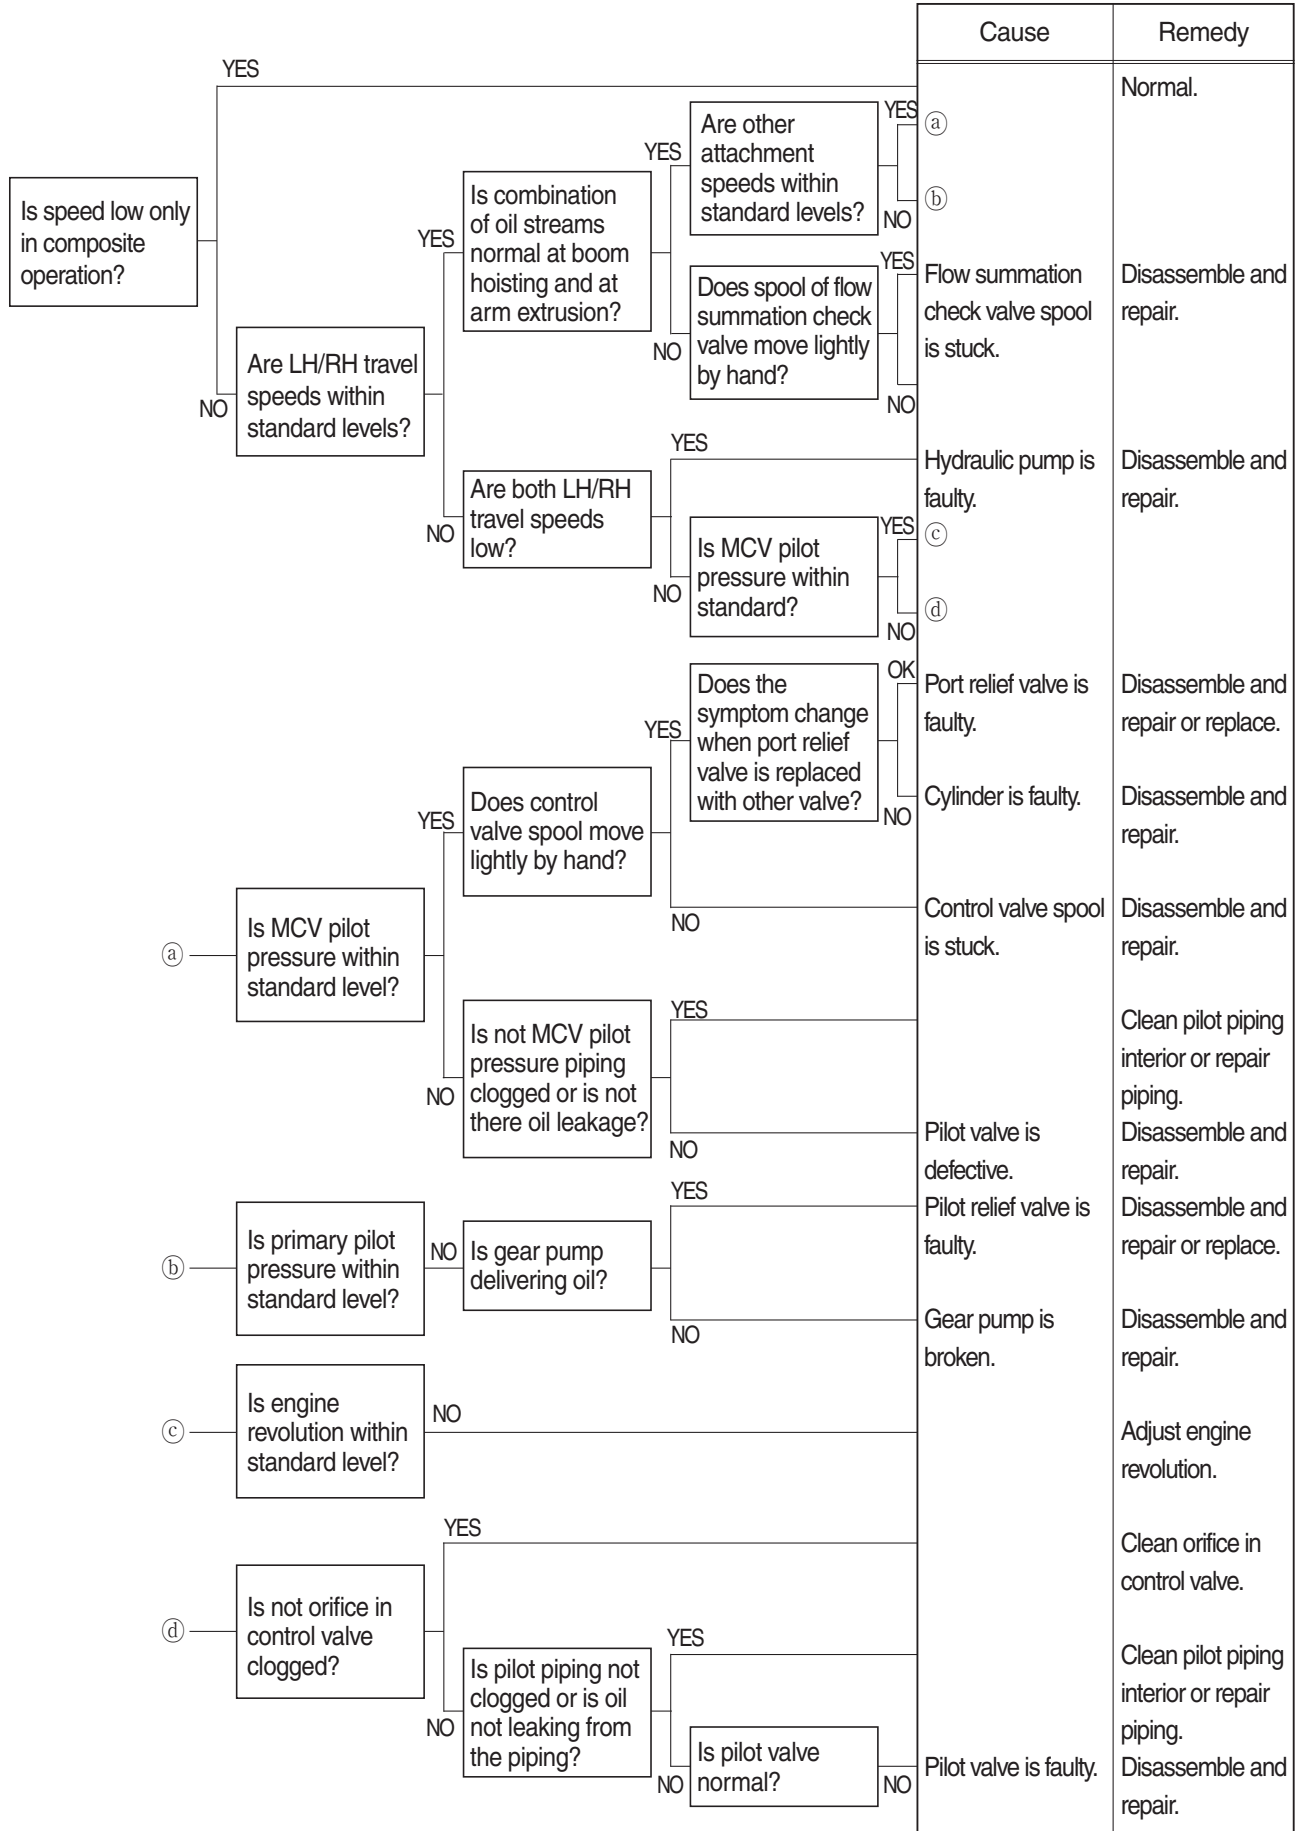 Cause
Remedy
YES
Normal.
Is speed low only
in composite
operation?
NO
Are LH/RH travel
speeds within
standard levels?
YES
Is combination
of oil streams
normal at boom
hoisting and at
arm extrusion?
YES
Are other
attachment
speeds within
standard levels?
YES
ⓐ
NO
ⓑ
NO
Does spool of flow
summation check
valve move lightly
by hand?
YES
Flow summation
check valve spool
is stuck.
Disassemble and
repair.
NO
NO
Are both LH/RH
travel speeds
low?
YES
Hydraulic pump is
faulty.
Disassemble and
repair.
NO
Is MCV pilot
pressure within
standard?
YES
ⓒ
NO
ⓓ
ⓐ
Is MCV pilot
pressure within
standard level?
YES
Does control
valve spool move
lightly by hand?
YES
Does the
symptom change
when port relief
valve is replaced
with other valve?
OK
Port relief valve is
faulty.
Disassemble and
repair or replace.
NO
Cylinder is faulty.
Disassemble and
repair.
NO
Control valve spool
is stuck.
Disassemble and
repair.
NO
Is not MCV pilot
pressure piping
clogged or is not
there oil leakage?
YES
Clean pilot piping
interior or repair
piping.
NO
Pilot valve is
defective.
Disassemble and
repair.
ⓑ
Is primary pilot
pressure within
standard level?
NO
Is gear pump
delivering oil?
YES
Pilot relief valve is
faulty.
Disassemble and
repair or replace.
NO
Gear pump is
broken.
Disassemble and
repair.
ⓒ
Is engine
revolution within
standard level?
NO
Adjust engine
revolution.
ⓓ
Is not orifice in
control valve
clogged?
YES
Clean orifice in
control valve.
NO
Is pilot piping not
clogged or is oil
not leaking from
the piping?
YES
Clean pilot piping
interior or repair
piping.
NO
Is pilot valve
normal?
NO
Pilot valve is faulty.
Disassemble and
repair.